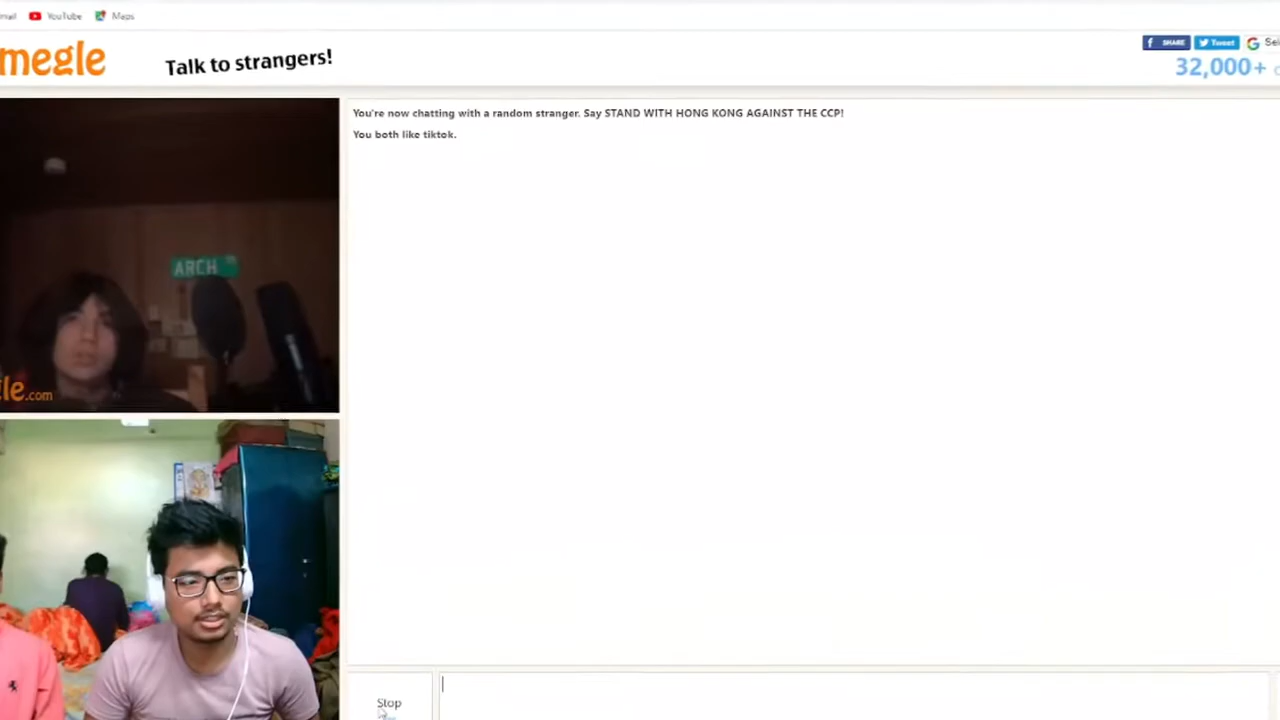 mail YouTube Maps
megle
Talk to strangers!
SHARE Tweet
32,000+
You're now chatting with a random stranger. Say STAND WITH HONG KONG AGAINST THE CCP!
You both like tiktok.
ARCH
le.com
Stop